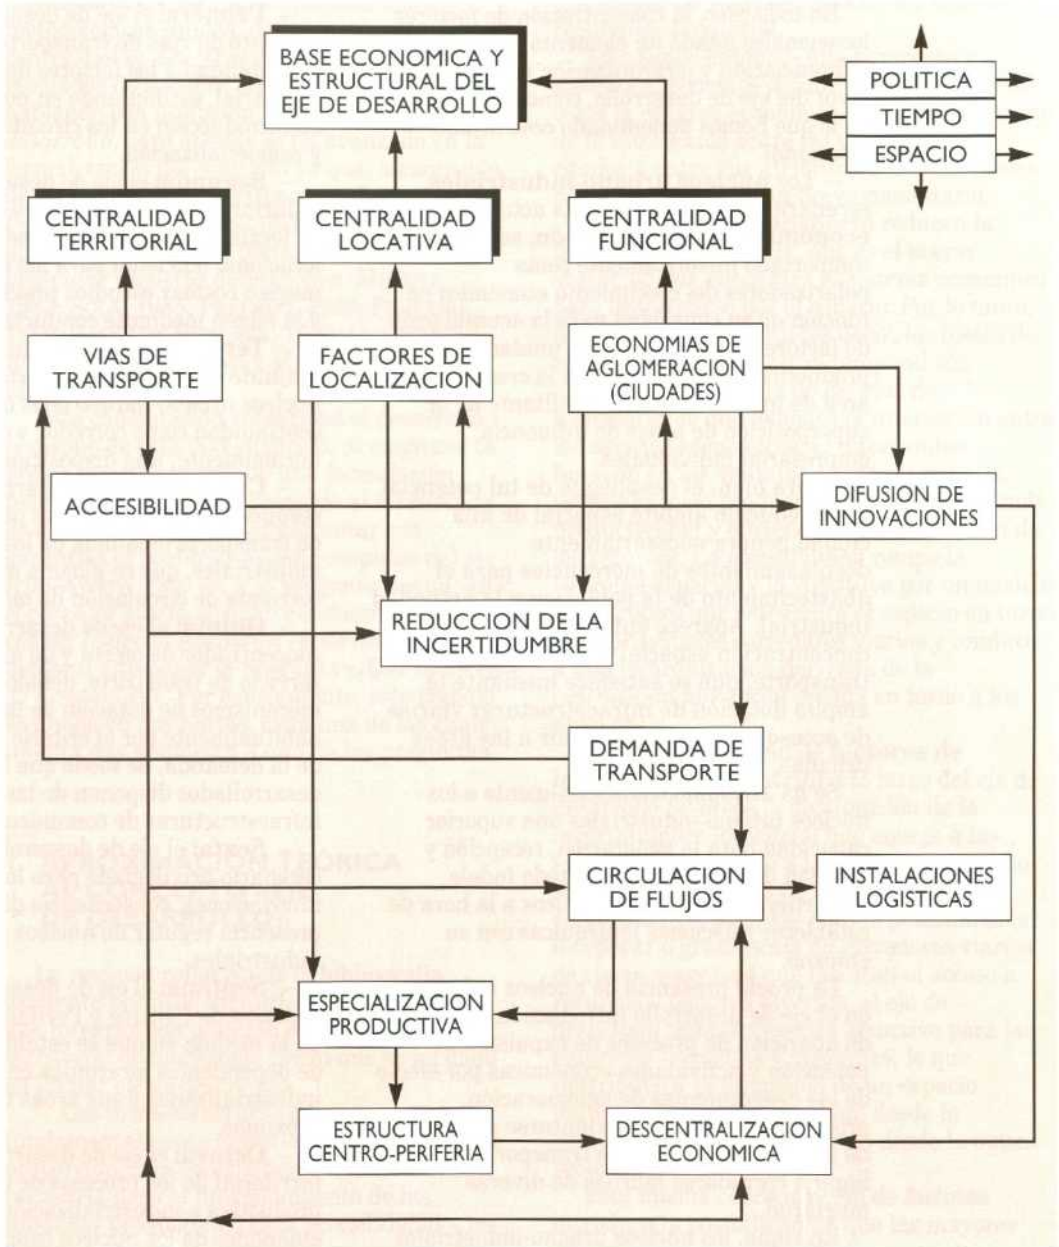 BASE ECONOMICA Y
ESTRUCTURAL DEL
EJE DE DESARROLLO
POLITICA
TIEMPO
ESPACIO
CENTRALIDAD
TERRITORIAL
CENTRALIDAD
LOCATIVA
CENTRALIDAD
FUNCIONAL
VIAS DE
TRANSPORTE
FACTORES DE
LOCALIZACION
ECONOMIAS DE
AGLOMERACION
(CIUDADES)
ACCESIBILIDAD
DIFUSION DE
INNOVACIONES
REDUCCION DE LA
INCERTIDUMBRE
DEMANDA DE
TRANSPORTE
CIRCULACION
DE FLUJOS
INSTALACIONES
LOGISTICAS
ESPECIALIZACION
PRODUCTIVA
ESTRUCTURA
CENTRO-PERIFERIA
DESCENTRALIZACION
ECONOMICA